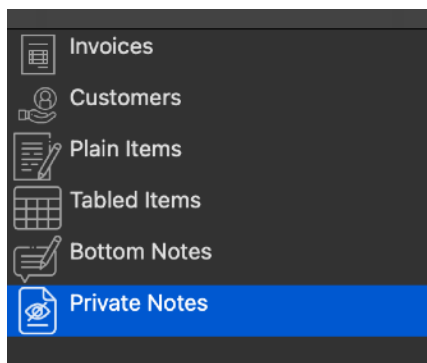 Invoices
Customers
Plain Items
Tabled Items
Bottom Notes
Private Notes